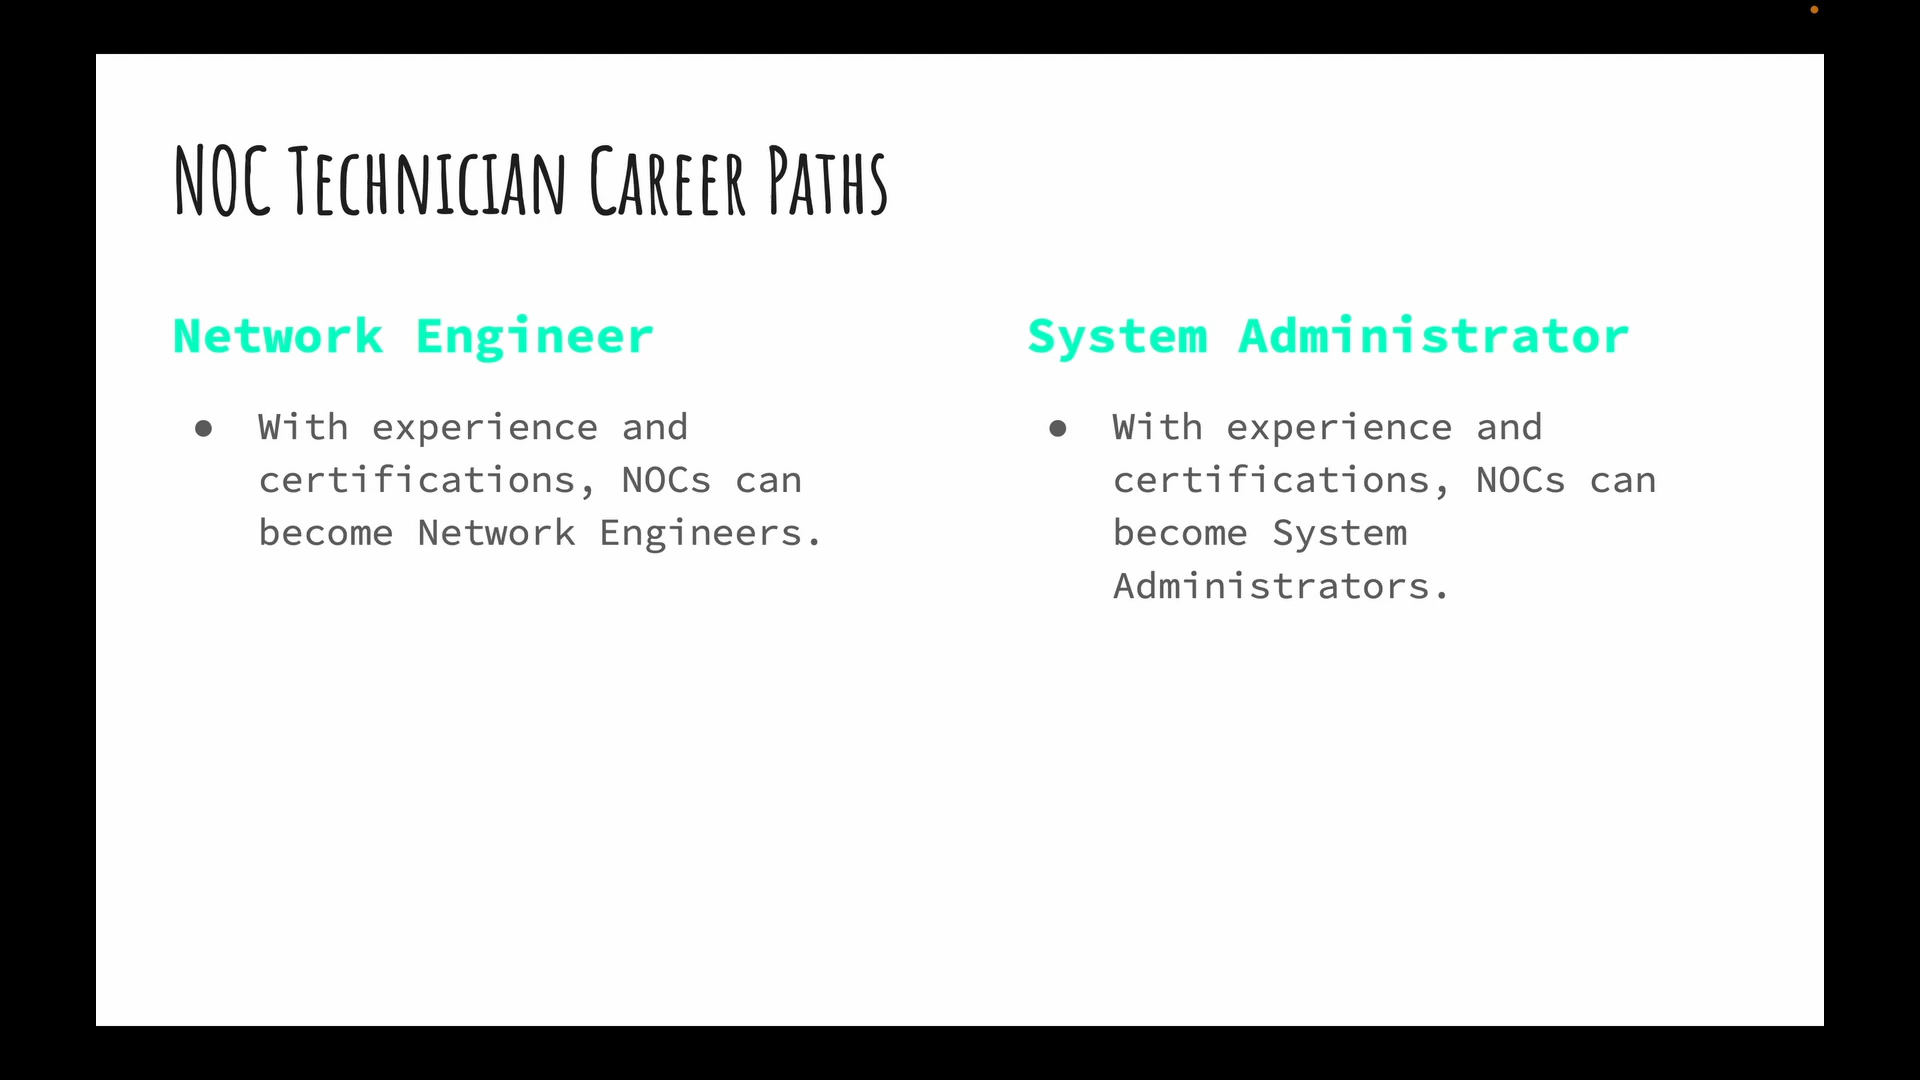 NOC Technician Career Paths
Network Engineer
● With experience and
certifications, NOCs can
become Network Engineers.
System Administrator
● With experience and
certifications, NOCs can
become System
Administrators.